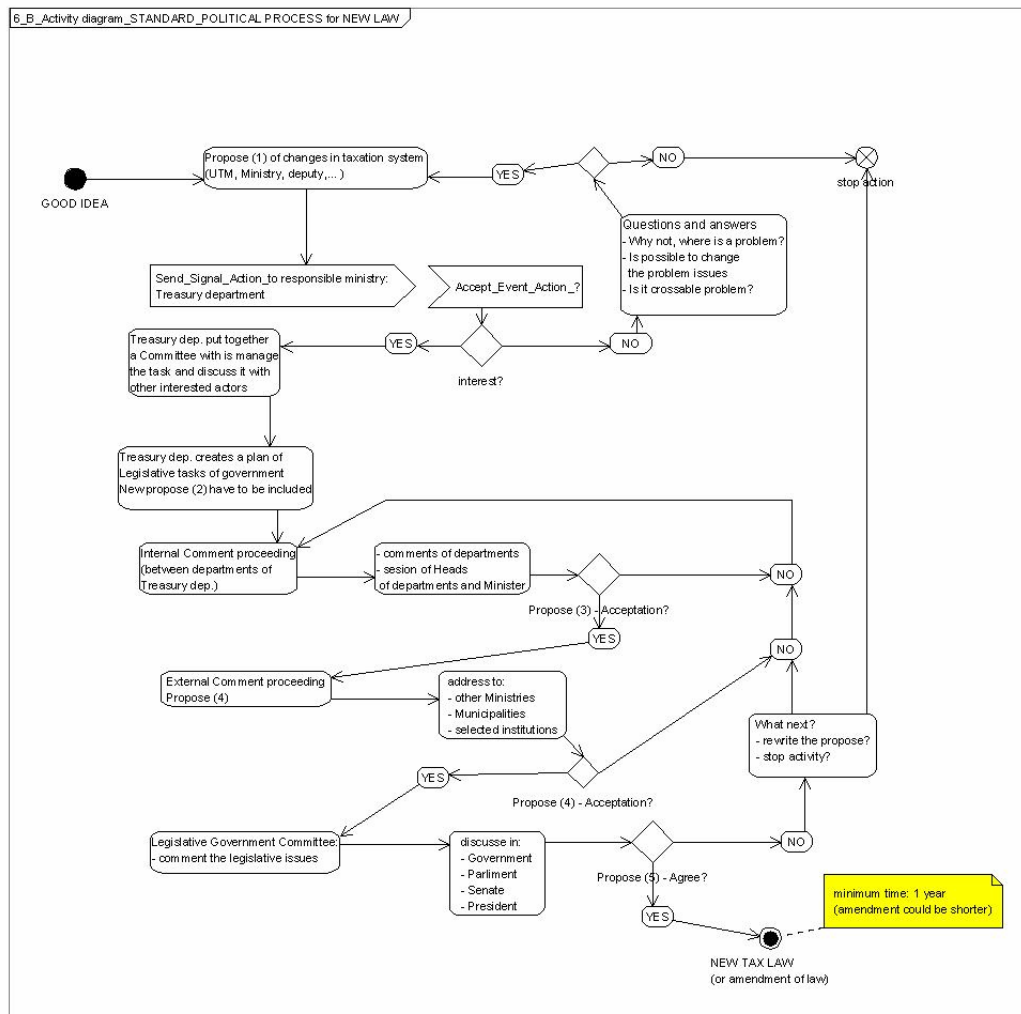 6_B_Activity diagram_STANDARD_POLITICAL PROCESS for NEW LAW
GOOD IDEA
Propose (1) of changes in taxation system
(UTM, Ministry, deputy,... )
YES
NO
stop action
Questions and answers
- Why not, where is a problem?
- Is possible to change
the problem issues
- Is it crossable problem?
Send_Signal_Action_to responsible ministry:
Treasury department
Accept_Event_Action_?
Treasury dep. put together
a Committee with is manage
the task and discuss it with
other interested actors
YES
NO
interest?
Treasury dep. creates a plan of
Legislative tasks of government
Newpropose (2) have to be included
Internal Comment proceeding
(between departments of
Treasury dep.)
- comments of departments
- sesion of Heads
of departments and Minister
NO
Propose (3) - Acceptation?
YES
NO
External Comment proceeding
Propose (4)
address to:
- other Ministries
- Municipalities
- selected institutions
What next?
- rewrite the propose?
- stop activity?
YES
Propose (4) - Acceptation?
Legislative Government Committee:
- comment the legislative issues
discusse in:
- Government
- Parliment
- Senate
- President
NO
Propose (5) - Agree?
YES
minimum time: 1 year
(amendment could be shorter)
NEW TAX LAW
(or amendment of law)